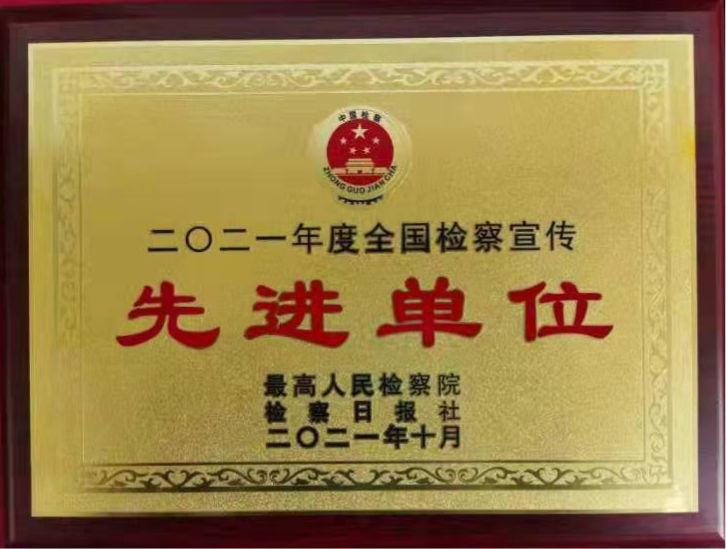 中国检察
ZHONG GUO JIAN CHA
二〇二一年度全国检察宣传
先进单位
最高人民检察院
检察日报社
二〇二一年十月